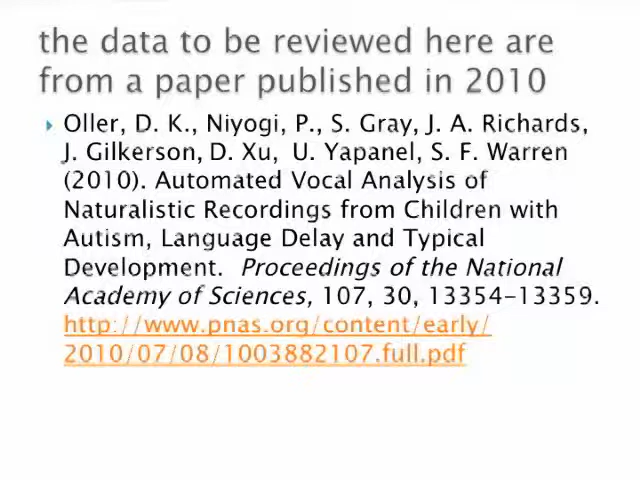 the data to be reviewed here are
from a paper published in 2010
Oller, D. K., Niyogi, P., S. Gray, J. A. Richards,
J. Gilkerson, D. Xu, U. Yapanel, S. F. Warren
(2010). Automated Vocal Analysis of
Naturalistic Recordings from Children with
Autism, Language Delay and Typical
Development. Proceedings of the National
Academy of Sciences, 107, 30, 13354-13359.
http://www.pnas.org/content/early/
2010/07/08/1003882107.full.pdf